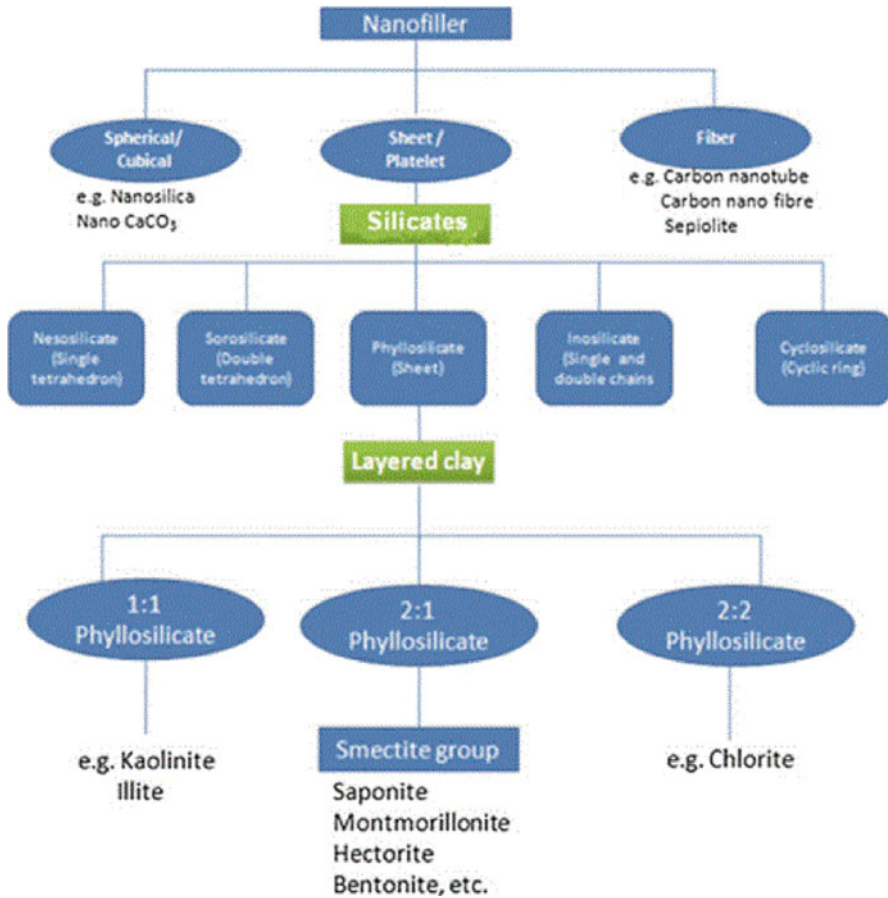 Nanofiller
Spherical/
Cubical
Sheet /
Platelet
Fiber
e.g. Nanosilica
Nano CaCO₃
e.g. Carbon nanotube
Carbon nano fibre
Sepiolite
Silicates
Nesosilicate
(Single
tetrahedron)
Sorosilicate
(Double
tetrahedron)
Phyllosilicate
(Sheet)
Inosilicate
(Single and
double chains
Cyclosilicate
(Cyclic ring)
Layered clay
1:1
Phyllosilicate
2:1
Phyllosilicate
2:2
Phyllosilicate
e.g. Kaolinite
Illite
Smectite group
Saponite
Montmorillonite
Hectorite
Bentonite, etc.
e.g. Chlorite